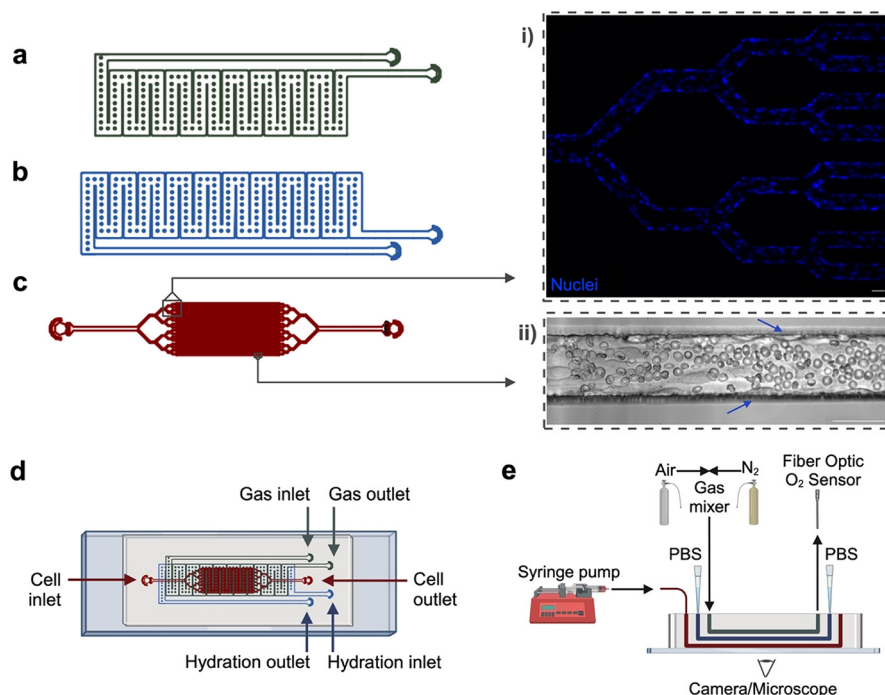 a
b
c
i)
Nuclei
ii)
d
Gas inlet Gas outlet
Cell
inlet
Cell
outlet
Hydration outlet Hydration inlet
e
Air N₂
Gas
mixer
Fiber Optic
O₂ Sensor
PBS PBS
Syringe pump
Camera/Microscope